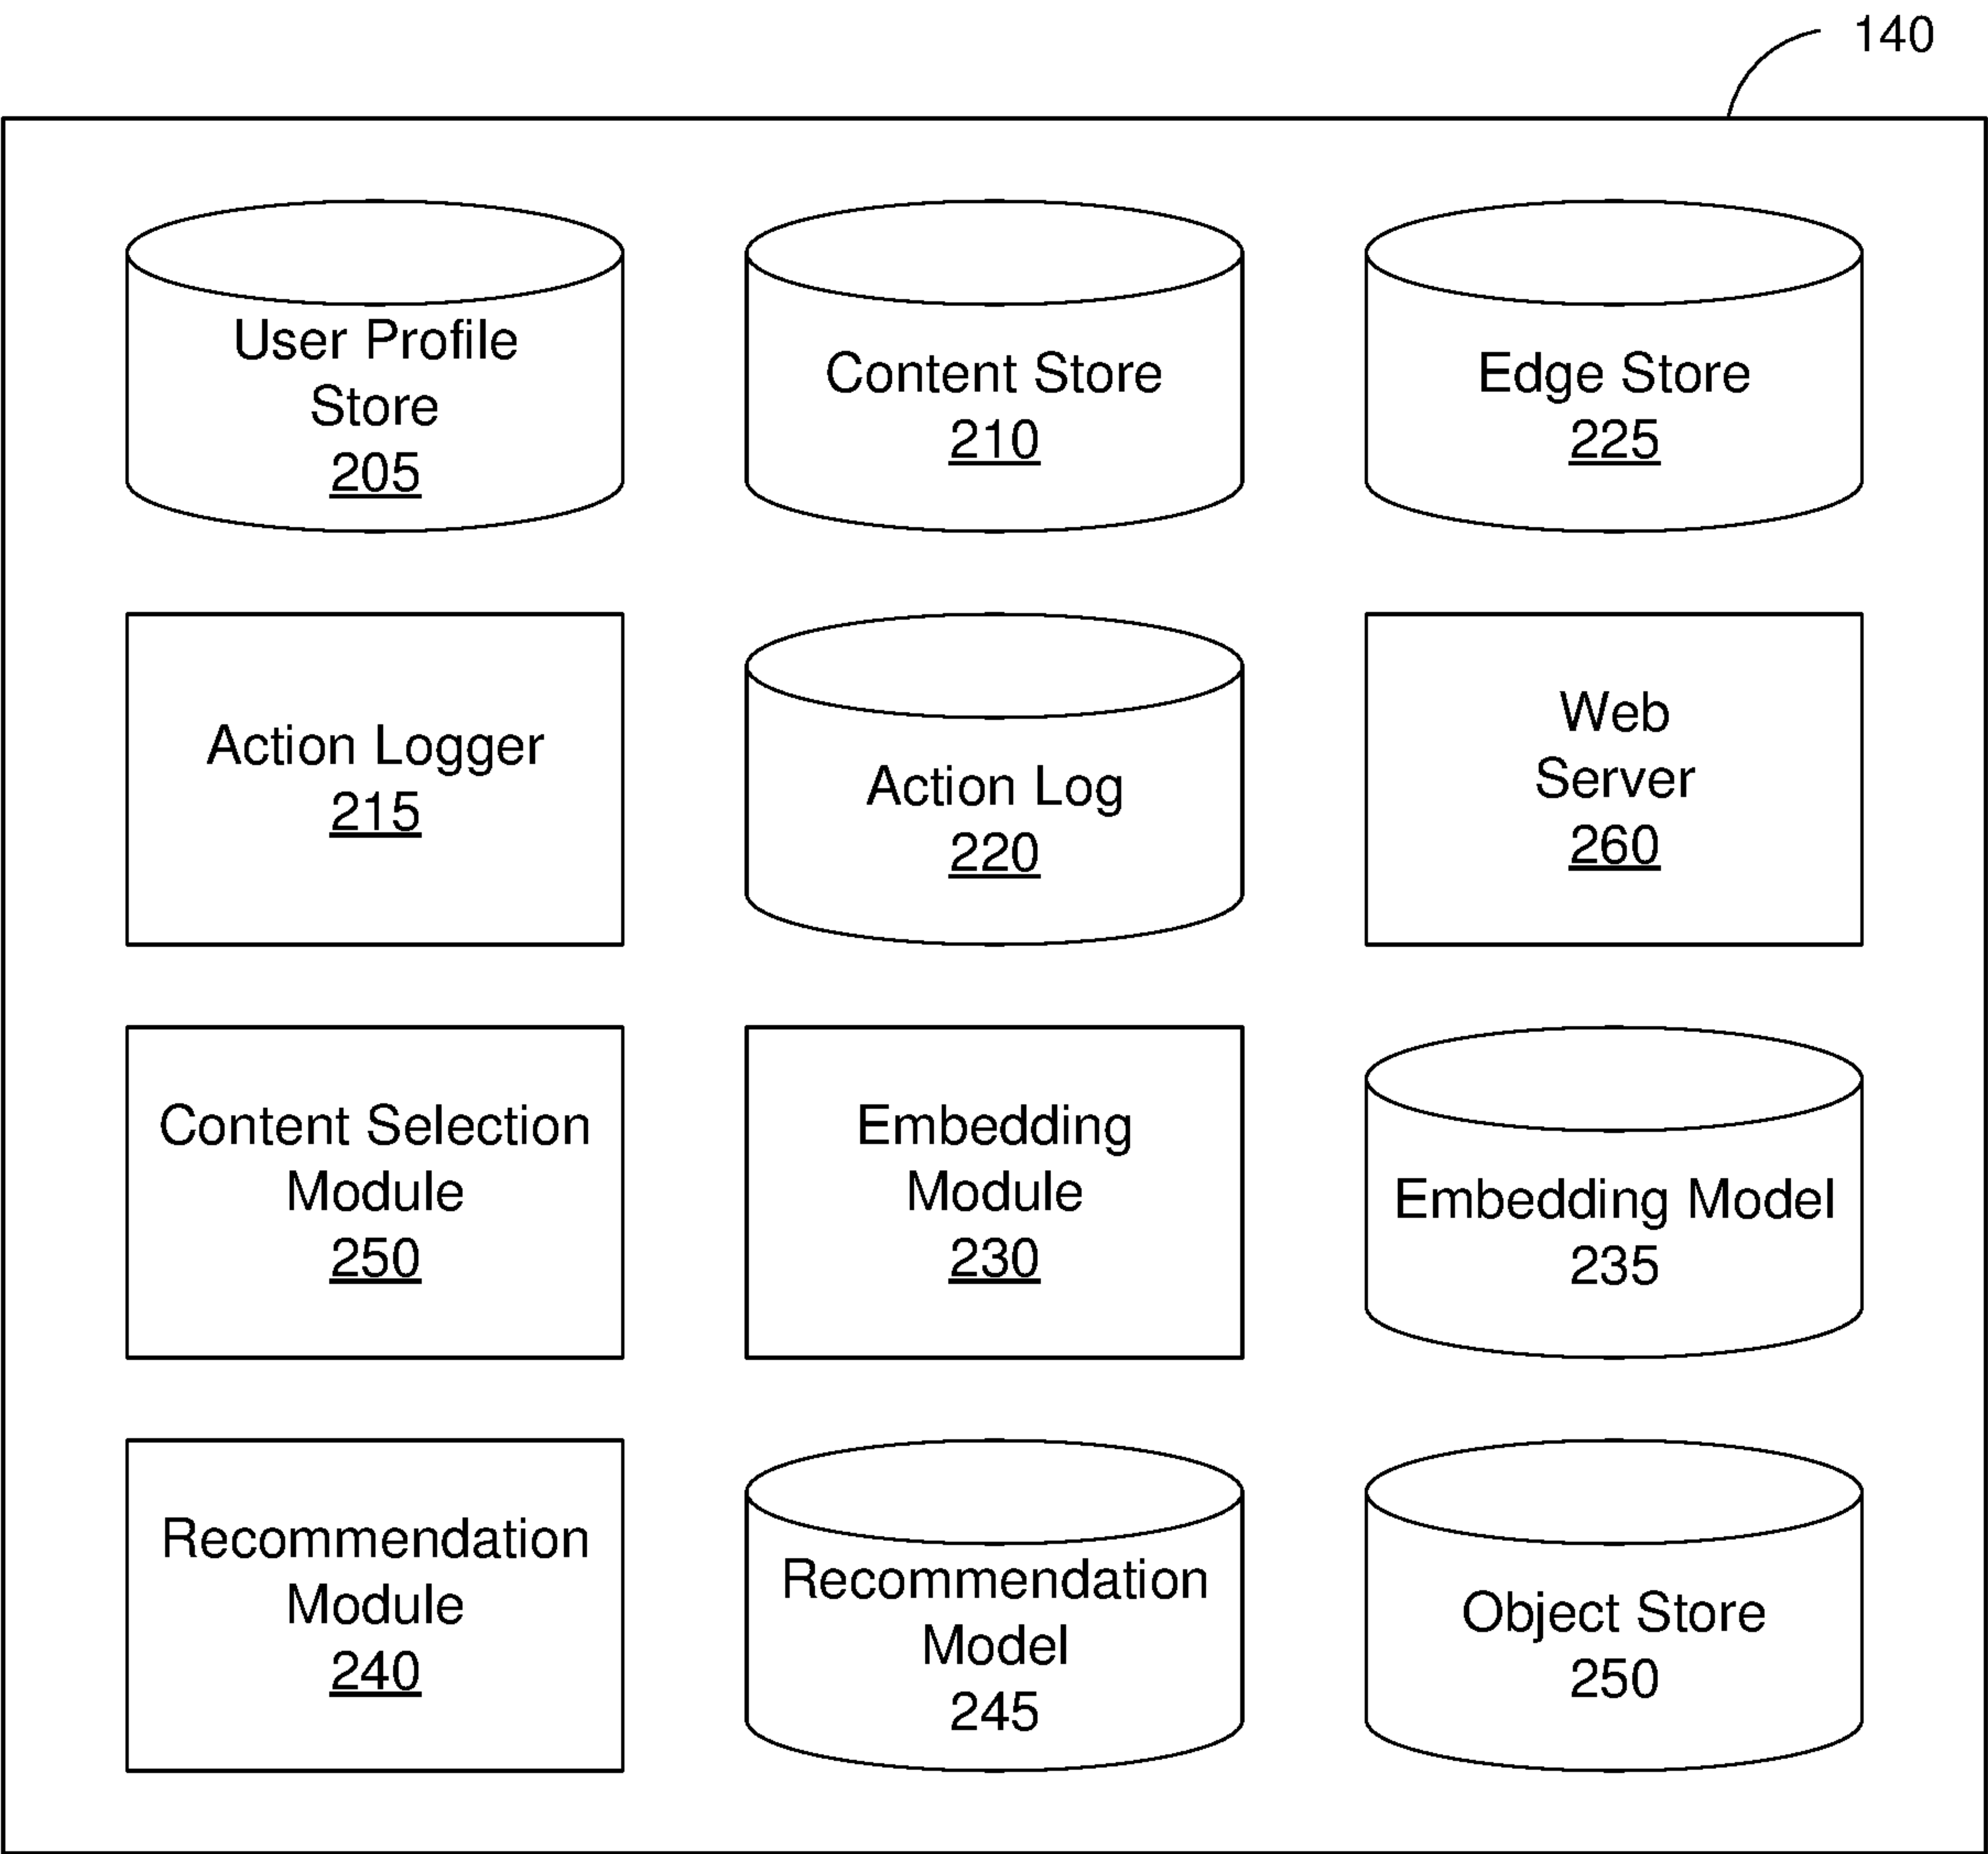 140
User Profile
Store
205
Content Store
210
Edge Store
225
Action Logger
215
Action Log
220
Web
Server
260
Content Selection
Module
250
Embedding
Module
230
Embedding Model
235
Recommendation
Module
240
Recommendation
Model
245
Object Store
250